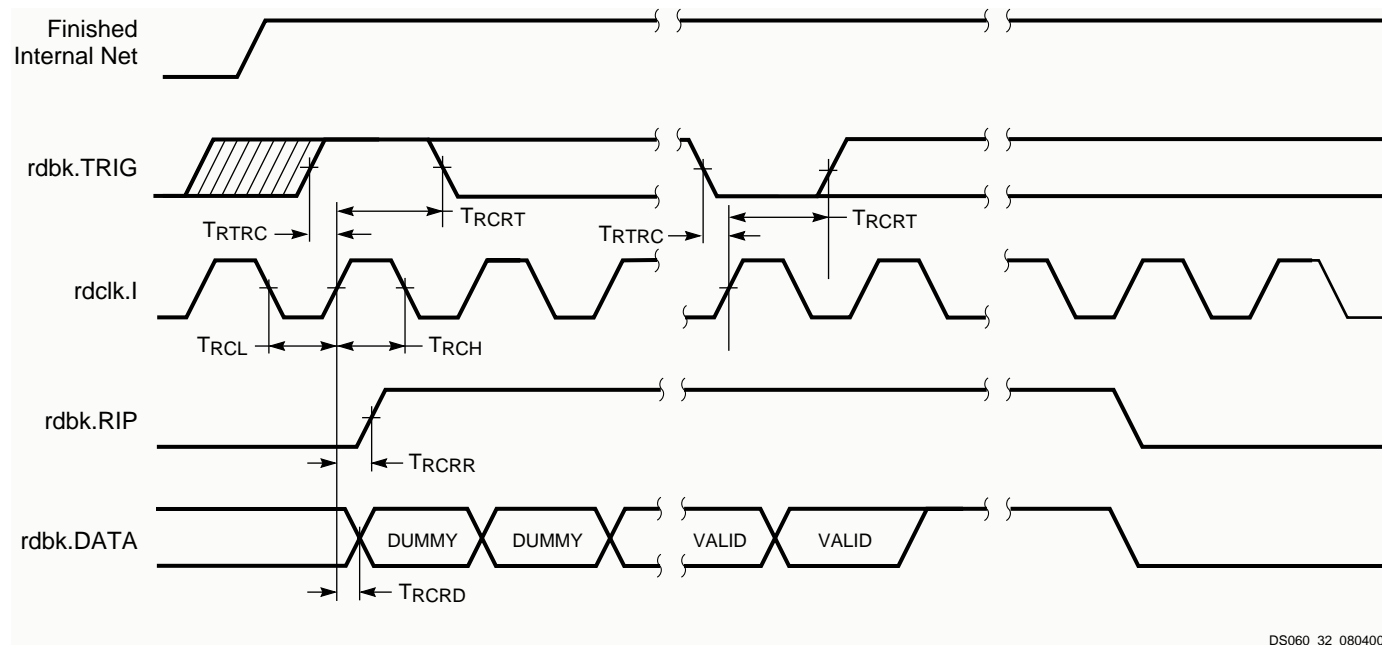 Finished
Internal Net
rdbk.TRIG
TRTRC
TRCRT
TRTRC
TRCRT
rdclk.I
TRCL
TRCH
rdbk.RIP
TRCRR
rdbk.DATA
DUMMY
DUMMY
VALID
VALID
TRCRD
DS060_32_080400